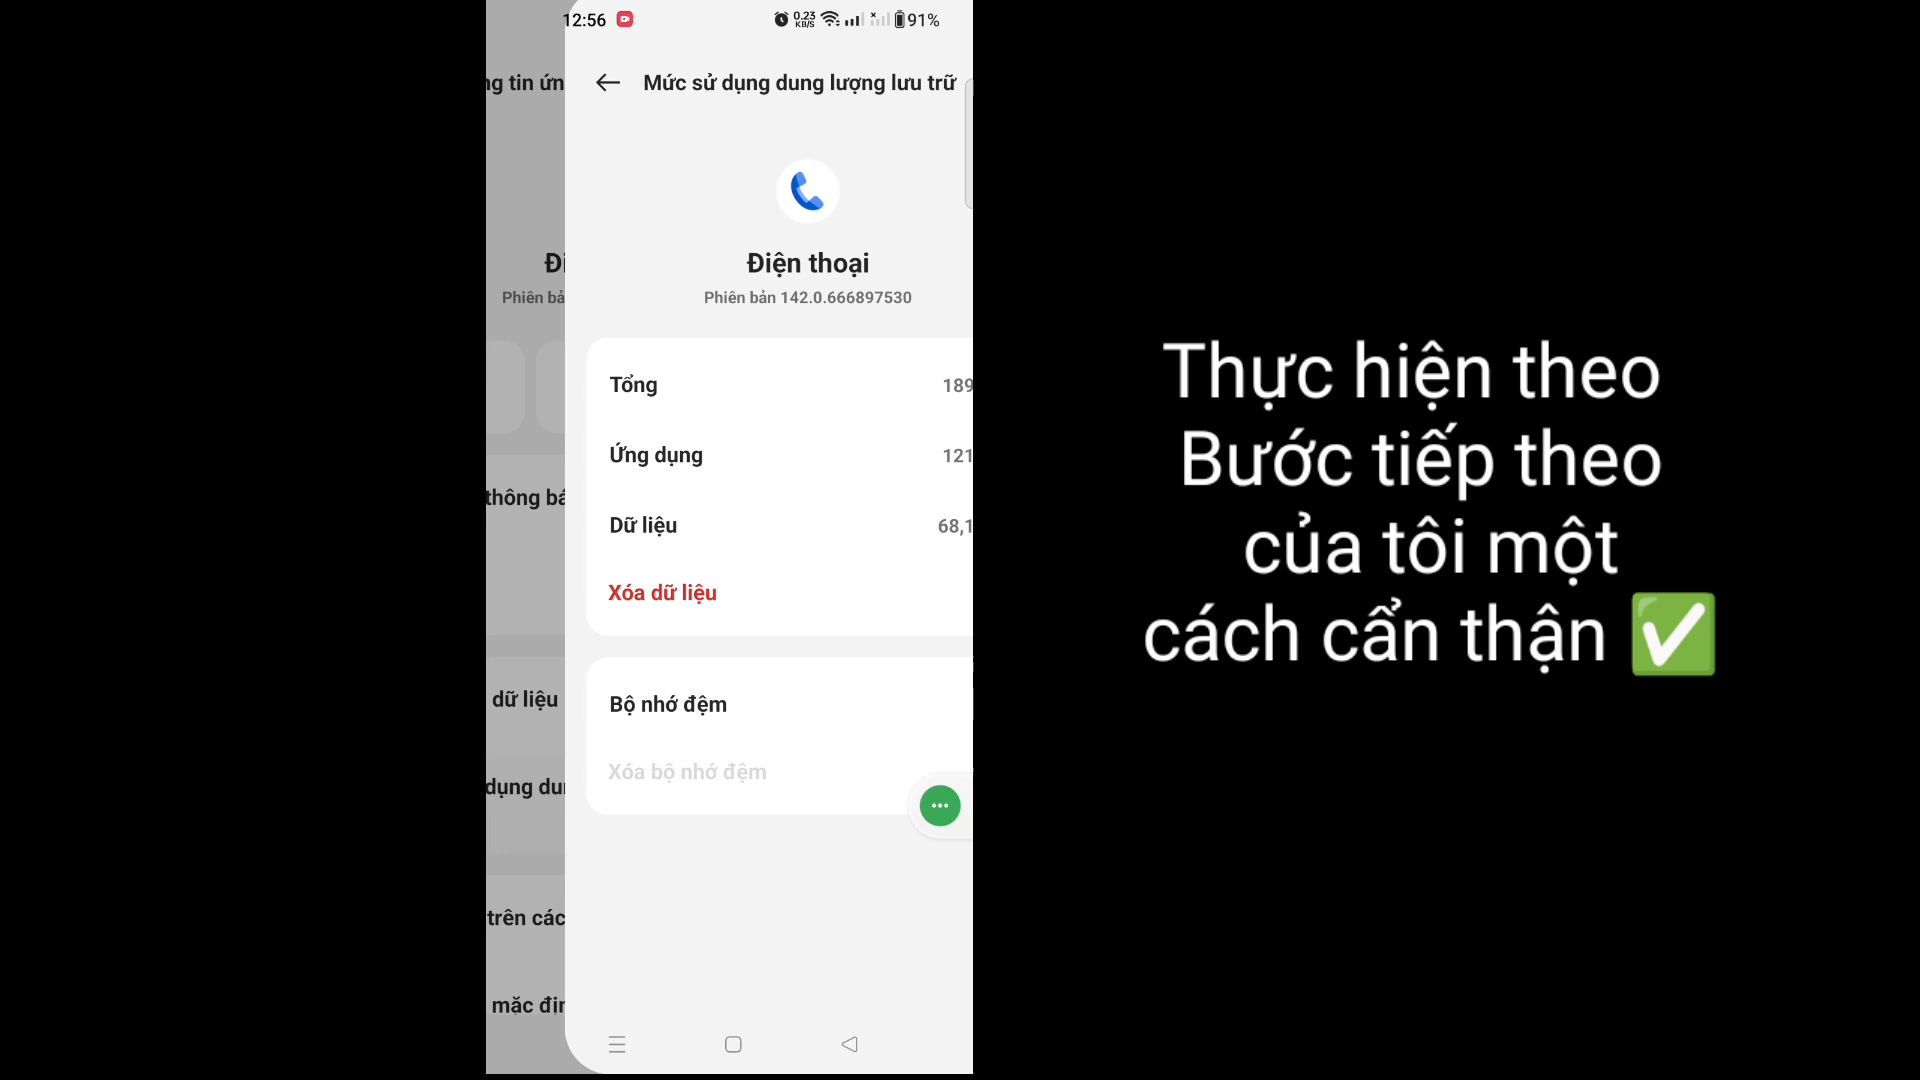 12:56
0.23
KB/S
91%
ng tin ứn
Mức sử dụng dung lượng lưu trữ
Đi
Điện thoại
Phiên bả
Phiên bản 142.0.666897530
Tổng
189
Ứng dụng
121
thông bá
Dữ liệu
68,1
Xóa dữ liệu
dữ liệu
Bộ nhớ đệm
Xóa bộ nhớ đệm
dụng du
trên các
mặc địn
Thực hiện theo
Bước tiếp theo
của tôi một
cách cẩn thận ✅